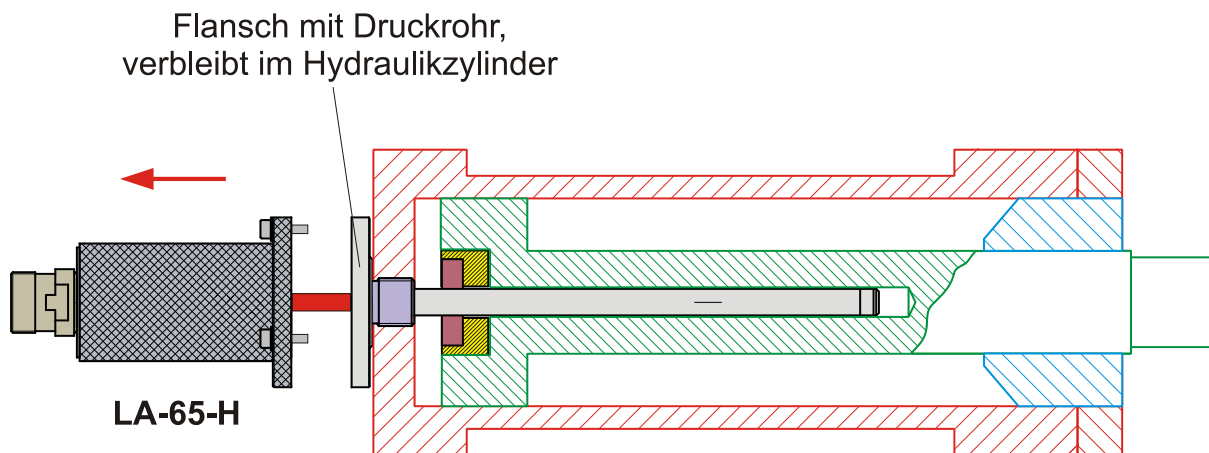 Flansch mit Druckrohr,
verbleibt im Hydraulikzylinder
LA-65-H